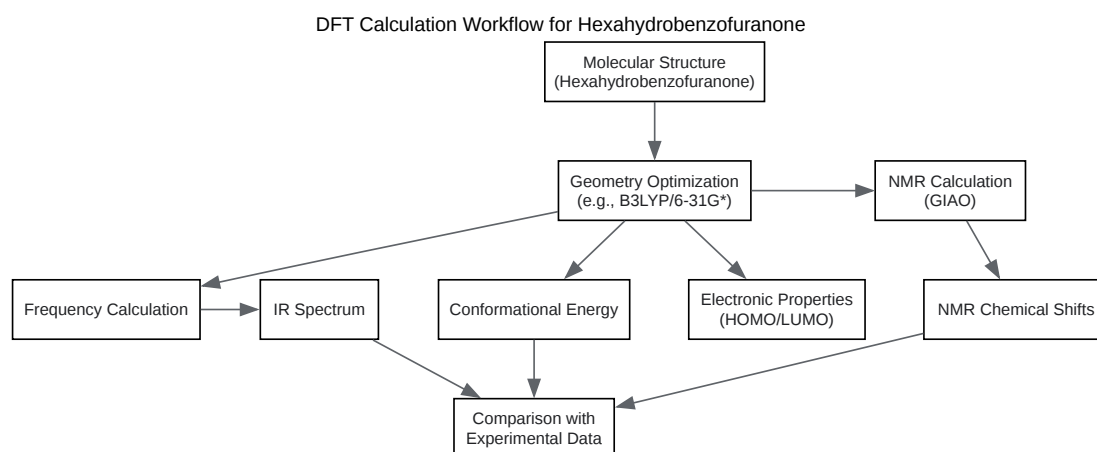 DFT Calculation Workflow for Hexahydrobenzofuranone
Molecular Structure
(Hexahydrobenzofuranone)
Geometry Optimization
(e.g., B3LYP/6-31G*)
NMR Calculation
(GIAO)
Frequency Calculation
IR Spectrum
Conformational Energy
Electronic Properties
(HOMO/LUMO)
NMR Chemical Shifts
Comparison with
Experimental Data